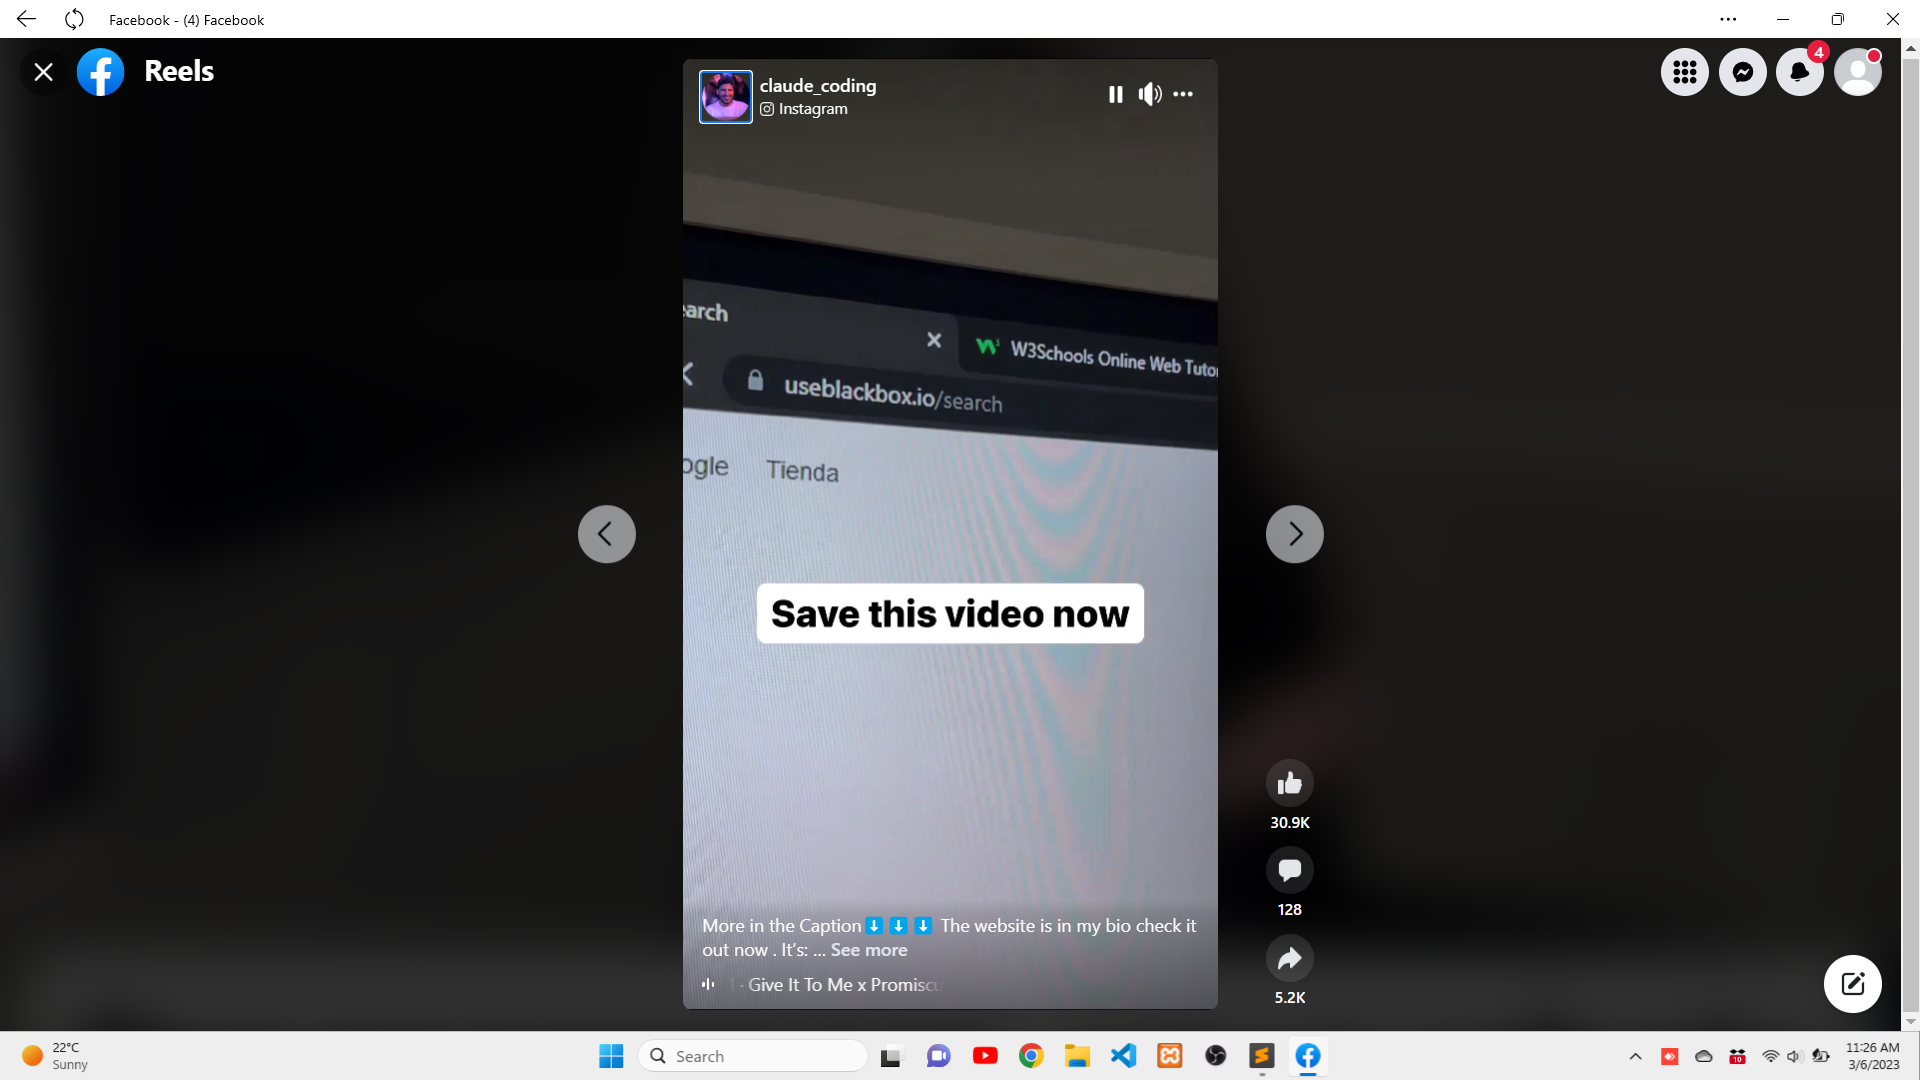 Facebook - (4) Facebook
Reels
4
claude_coding
Instagram
earch
W3Schools Online Web Tutor
useblackbox.io/search
ogle Tienda
Save this video now
30.9K
128
5.2K
More in the Caption⬇️⬇️⬇️ The website is in my bio check it
out now . It's: ... See more
· Give It To Me x Promiscu
22°C
Sunny
Search
10
11:26 AM
3/6/2023